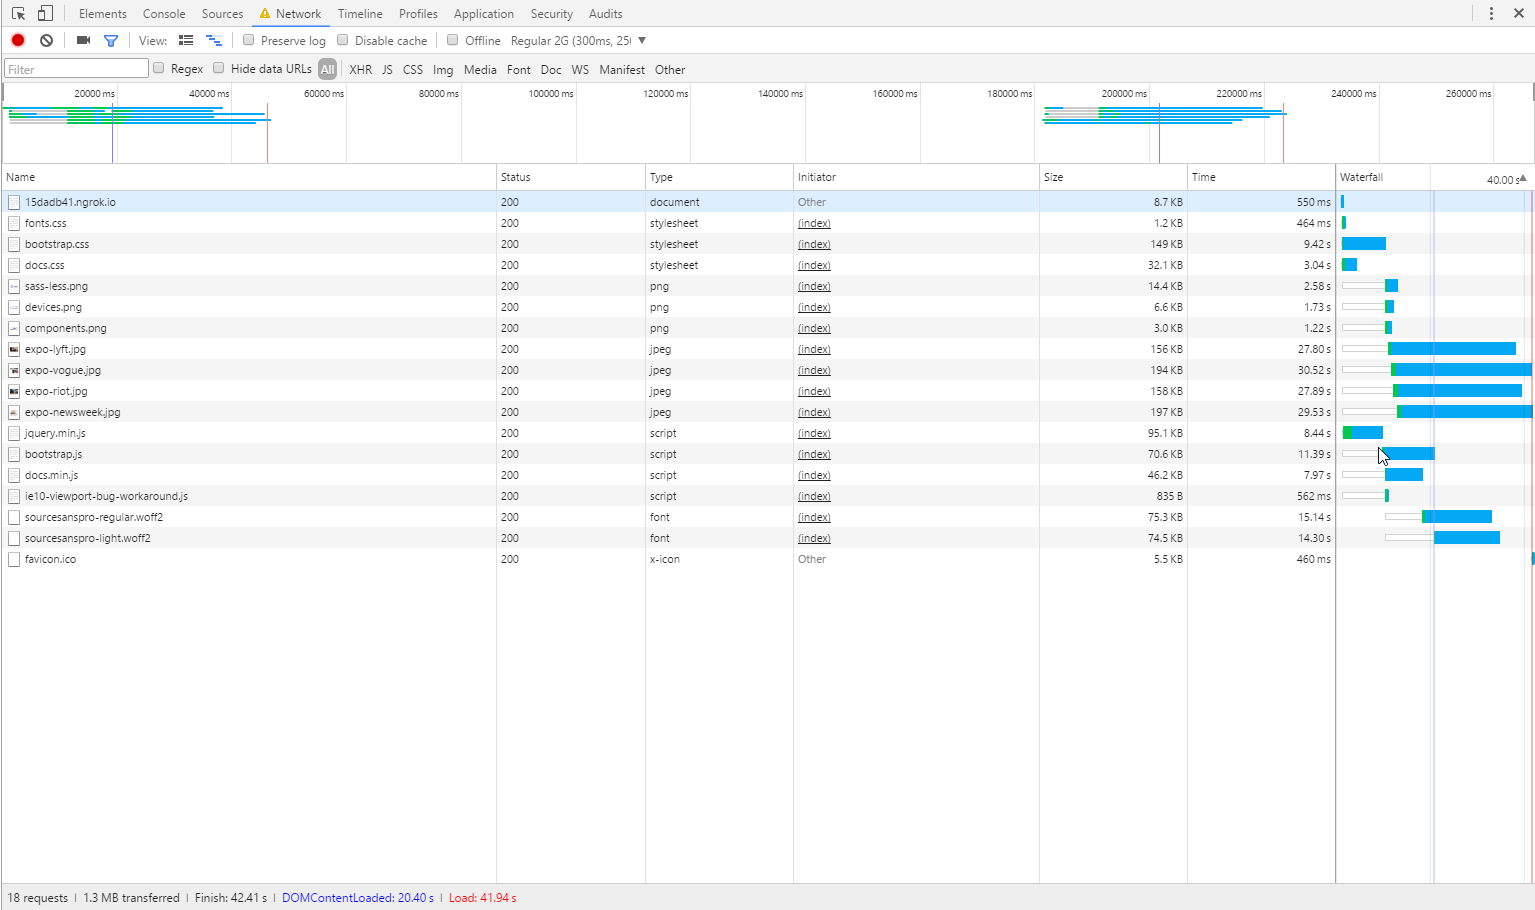 Elements Console Sources Network Timeline Profiles Application Security Audits
View: Preserve log Disable cache Offline Regular 2G (300ms, 25
Filter Regex Hide data URLs All XHR JS CSS Img Media Font Doc WS Manifest Other
20000 ms 40000 ms 60000 ms 80000 ms 100000 ms 120000 ms 140000 ms 160000 ms 180000 ms 200000 ms 220000 ms 240000 ms 260000 ms
Name Status Type Initiator Size Time Waterfall 40.00 s
15dadb41.ngrok.io 200 document Other 8.7 KB 550 ms
fonts.css 200 stylesheet (index) 1.2 KB 464 ms
bootstrap.css 200 stylesheet (index) 149 KB 9.42 s
docs.css 200 stylesheet (index) 32.1 KB 3.04 s
sass-less.png 200 png (index) 14.4 KB 2.58 s
devices.png 200 png (index) 6.6 KB 1.73 s
components.png 200 png (index) 3.0 KB 1.22 s
expo-lyft.jpg 200 jpeg (index) 156 KB 27.80 s
expo-vogue.jpg 200 jpeg (index) 194 KB 30.52 s
expo-riot.jpg 200 jpeg (index) 158 KB 27.89 s
expo-newsweek.jpg 200 jpeg (index) 197 KB 29.53 s
jquery.min.js 200 script (index) 95.1 KB 8.44 s
bootstrap.js 200 script (index) 70.6 KB 11.39 s
docs.min.js 200 script (index) 46.2 KB 7.97 s
ie10-viewport-bug-workaround.js 200 script (index) 835 B 562 ms
sourcesanspro-regular.woff2 200 font (index) 75.3 KB 15.14 s
sourcesanspro-light.woff2 200 font (index) 74.5 KB 14.30 s
favicon.ico 200 x-icon Other 5.5 KB 460 ms
18 requests | 1.3 MB transferred | Finish: 42.41 s | DOMContentLoaded: 20.40 s | Load: 41.94 s